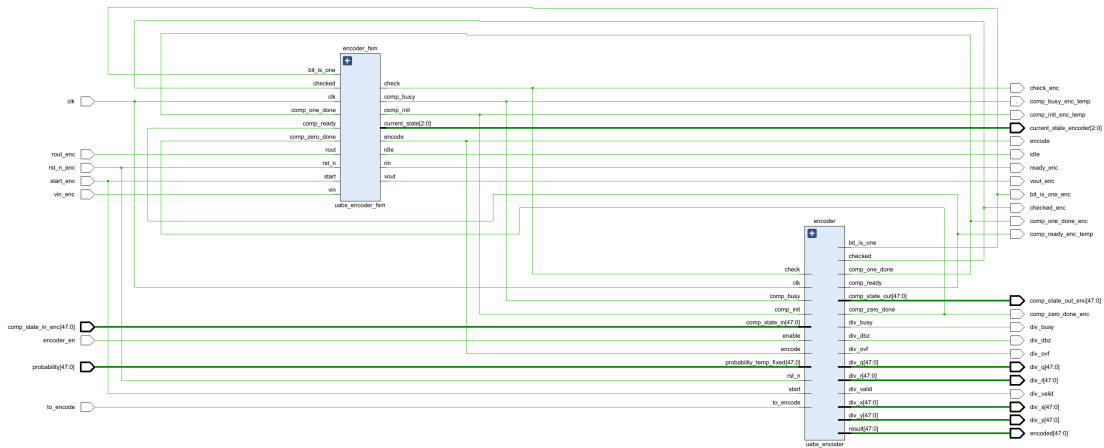 encoder_fsm
bit_is_one
checked
clk
comp_one_done
comp_ready
comp_zero_done
rout
rst_n
start
vin
check
comp_busy
comp_init
current_state[2:0]
encode
idle
rin
vout
uabs_encoder_fsm
clk
rout_enc
rst_n_enc
start_enc
vin_enc
comp_state_in_enc[47:0]
encoder_en
probability[47:0]
to_encode
encoder
check
clk
comp_busy
comp_init
comp_state_in[47:0]
enable
encode
probability_temp_fixed[47:0]
rst_n
start
to_encode
bit_is_one
checked
comp_one_done
comp_ready
comp_state_out[47:0]
comp_zero_done
div_busy
div_dbz
div_ovf
div_q[47:0]
div_r[47:0]
div_valid
div_x[47:0]
div_y[47:0]
result[47:0]
uabs_encoder
check_enc
comp_busy_enc_temp
comp_init_enc_temp
current_state_encoder[2:0]
encode
idle
ready_enc
vout_enc
bit_is_one_enc
checked_enc
comp_one_done_enc
comp_ready_enc_temp
comp_state_out_enc[47:0]
comp_zero_done_enc
div_busy
div_dbz
div_ovf
div_q[47:0]
div_r[47:0]
div_valid
div_x[47:0]
div_y[47:0]
encoded[47:0]